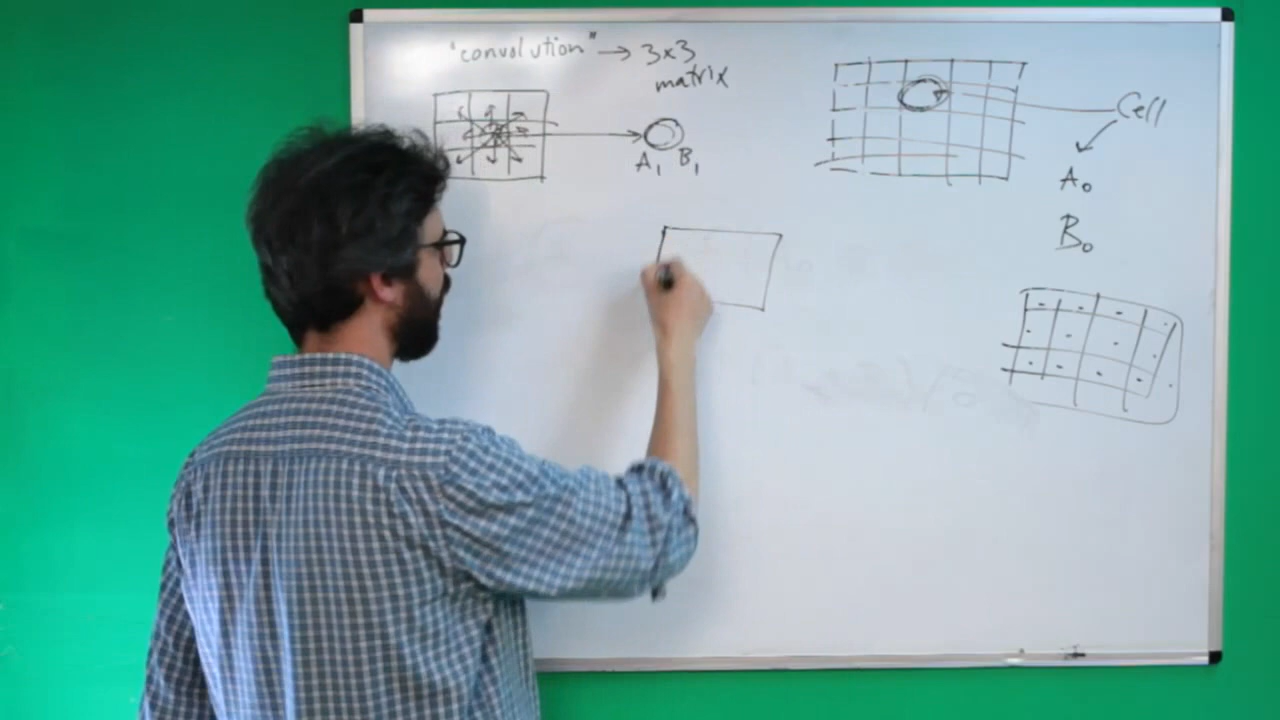 "convolution" → 3x3
matrix
A₁ B₁
Cell
A₀
B₀